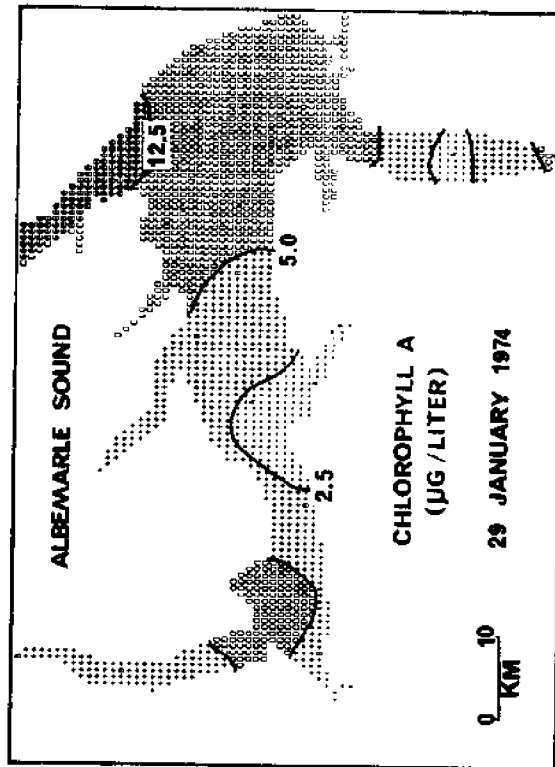 ALBEMARLE SOUND
12.5
5.0
2.5
CHLOROPHYLL A
(µG/LITER)
29 JANUARY 1974
0 10
KM